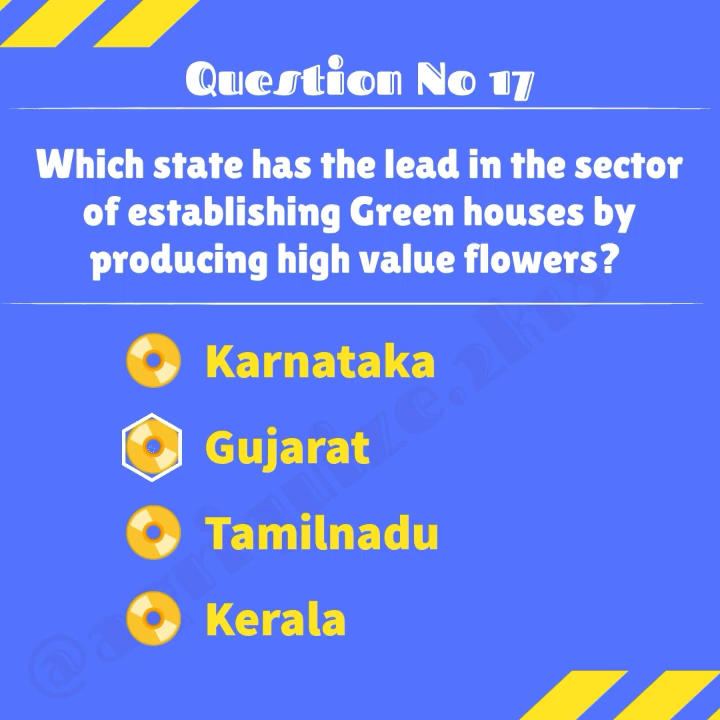 Question No 17
Which state has the lead in the sector
of establishing Green houses by
producing high value flowers?
Karnataka
Gujarat
Tamilnadu
Kerala